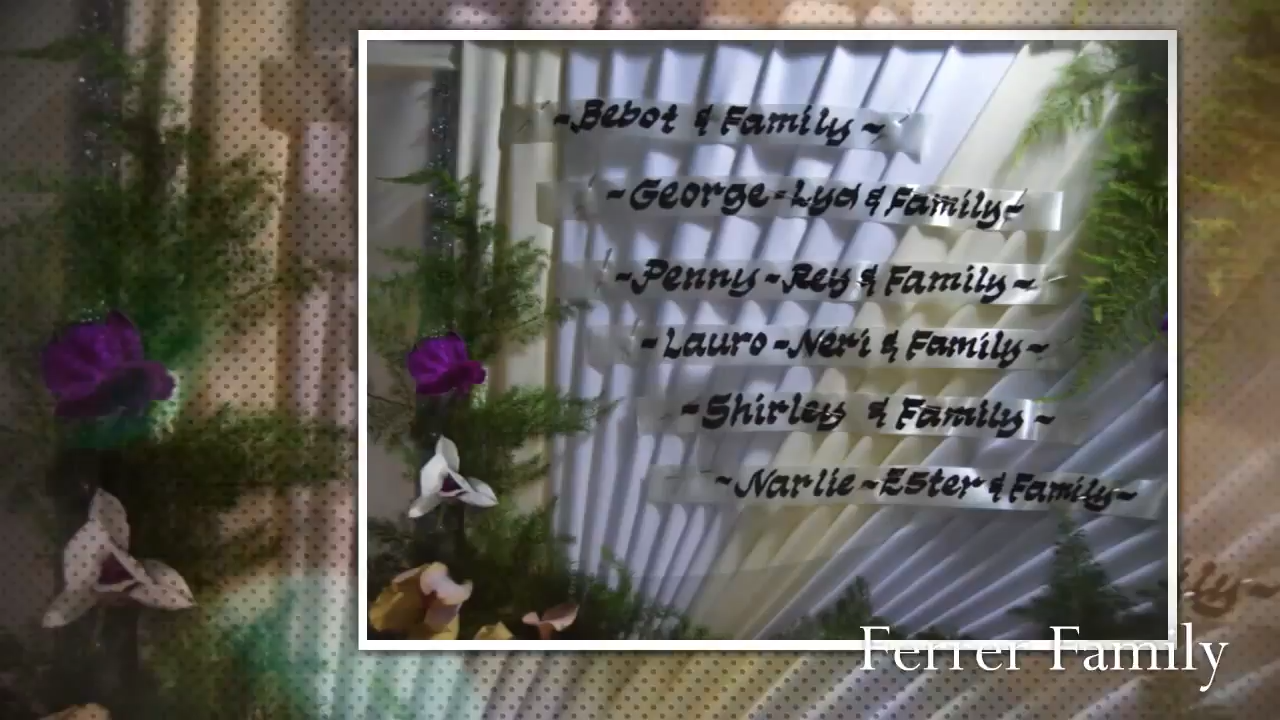 ~Bebot & Family~
~George-Lyd & Family~
~Penny-Rey & Family~
~Lauro-Neri & Family~
~Shirley & Family~
~Narlie-Ester & Family~
Ferrer Family